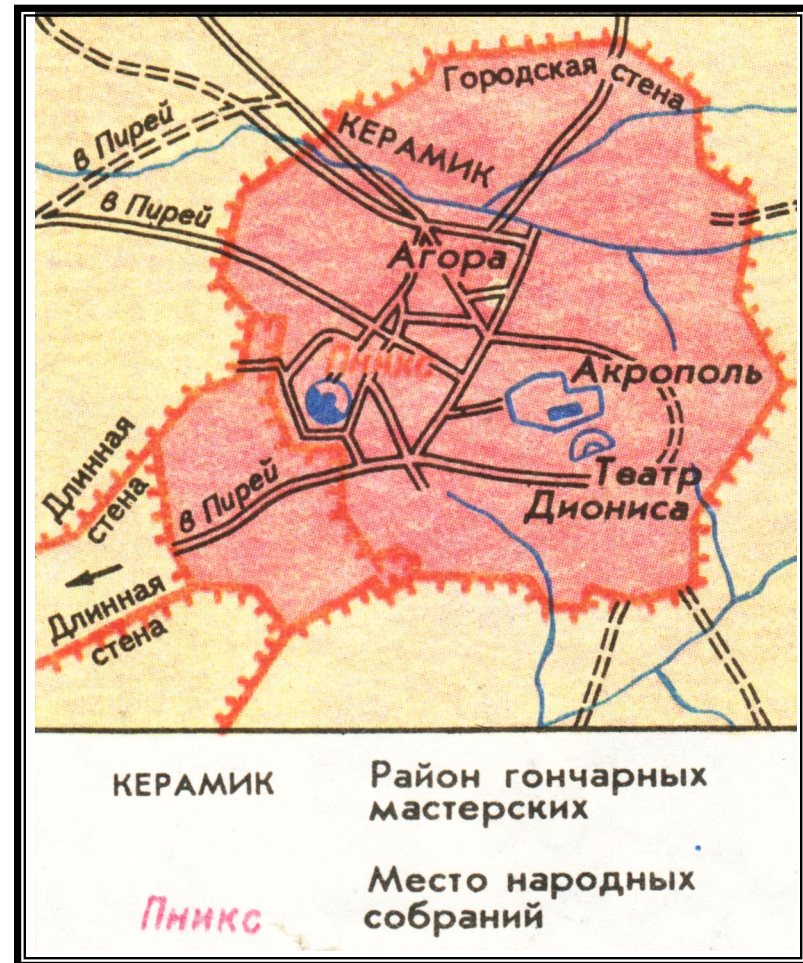 Городская стена
в Пирей
КЕРАМИК
в Пирей
Агора
Пникс
Акрополь
Длинная
стена
в Пирей
Театр
Диониса
Длинная
стена
КЕРАМИК
Район гончарных
мастерских
Пникс
Место народных
собраний